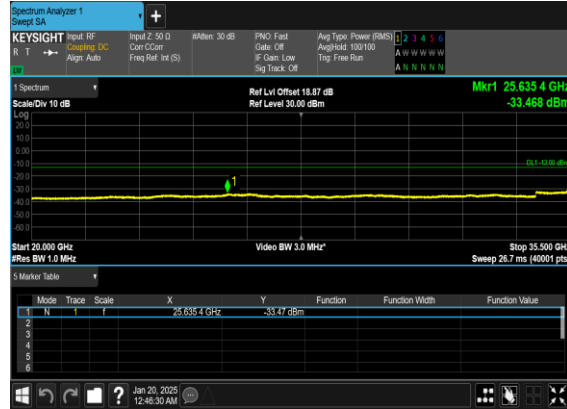 Spectrum Analyzer 1
Swept SA
+
KEYSIGHT Input: RF Input Z: 50 Ω #Atten: 30 dB PNO: Fast Avg Type: Power (RMS) 1 2 3 4 5 6
R T Coupling: DC Corr CCorr Gate: Off Avg|Hold: 100/100 A W W W W W
Align: Auto Freq Ref: Int (S) IF Gain: Low Trig: Free Run
LW Sig Track: Off A N N N N N
1 Spectrum Ref Lvl Offset 18.87 dB Mkr1 25.635 4 GHz
Scale/Div 10 dB Ref Level 30.00 dBm -33.468 dBm
Log
20.0
10.0
0.00
-10.0
DL1 -13.00 dBm
-20.0
1
-30.0
-40.0
-50.0
-60.0
Start 20.000 GHz Video BW 3.0 MHz* Stop 35.500 GHz
#Res BW 1.0 MHz Sweep 26.7 ms (40001 pts)
5 Marker Table
Mode Trace Scale X Y Function Function Width Function Value
1 N 1 f 25.635 4 GHz -33.47 dBm
2
3
4
5
6
? Jan 20, 2025
12:46:30 AM